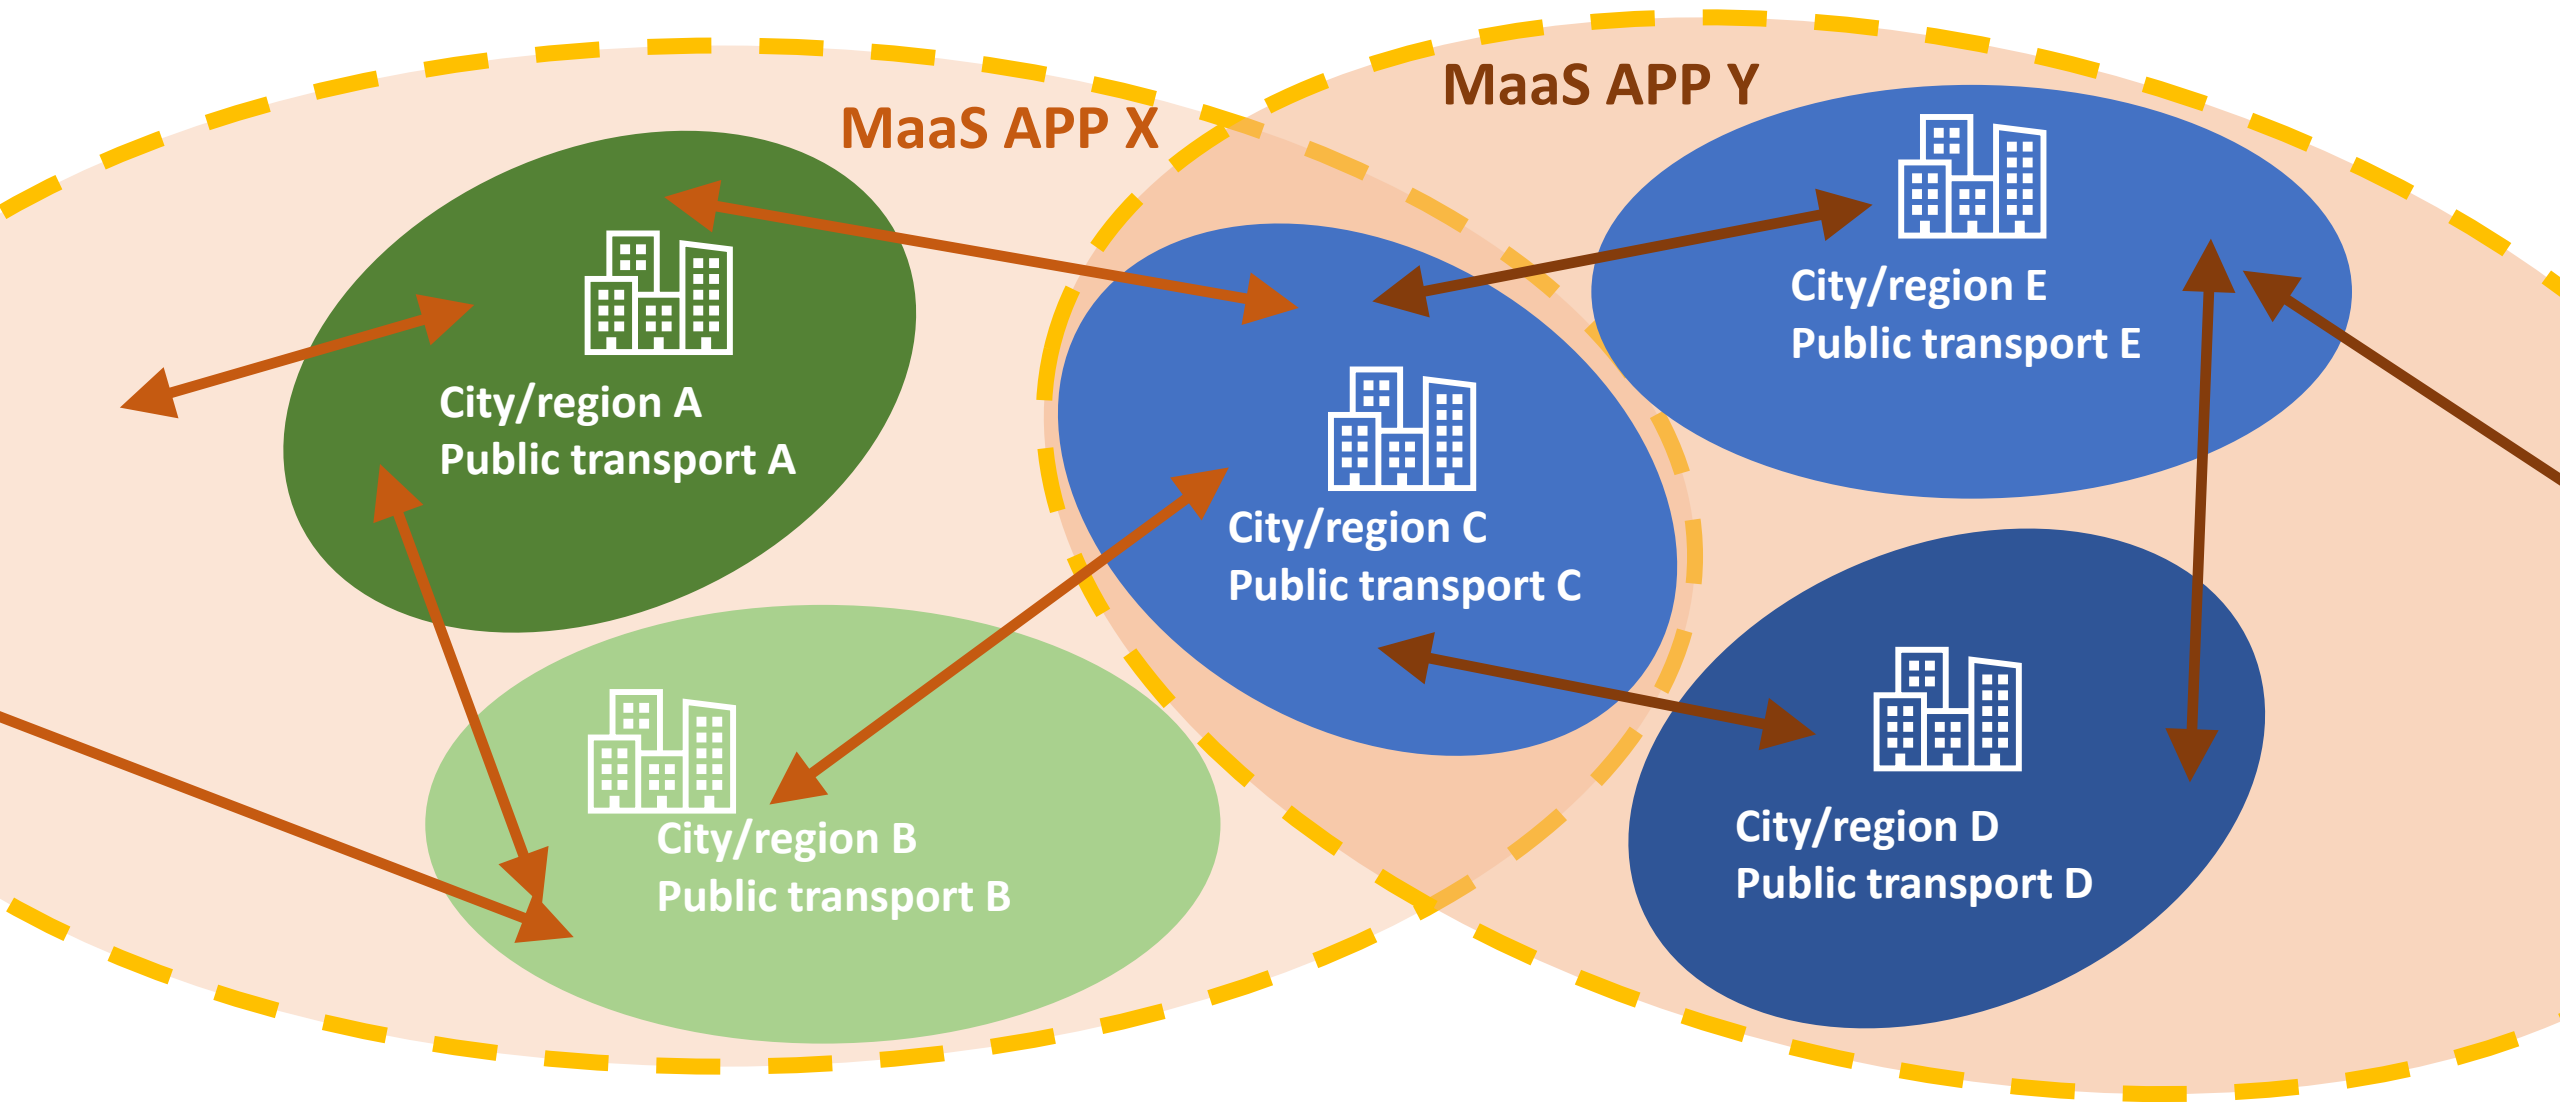 MaaS APP X
MaaS APP Y
City/region A
Public transport A
City/region B
Public transport B
City/region C
Public transport C
City/region E
Public transport E
City/region D
Public transport D